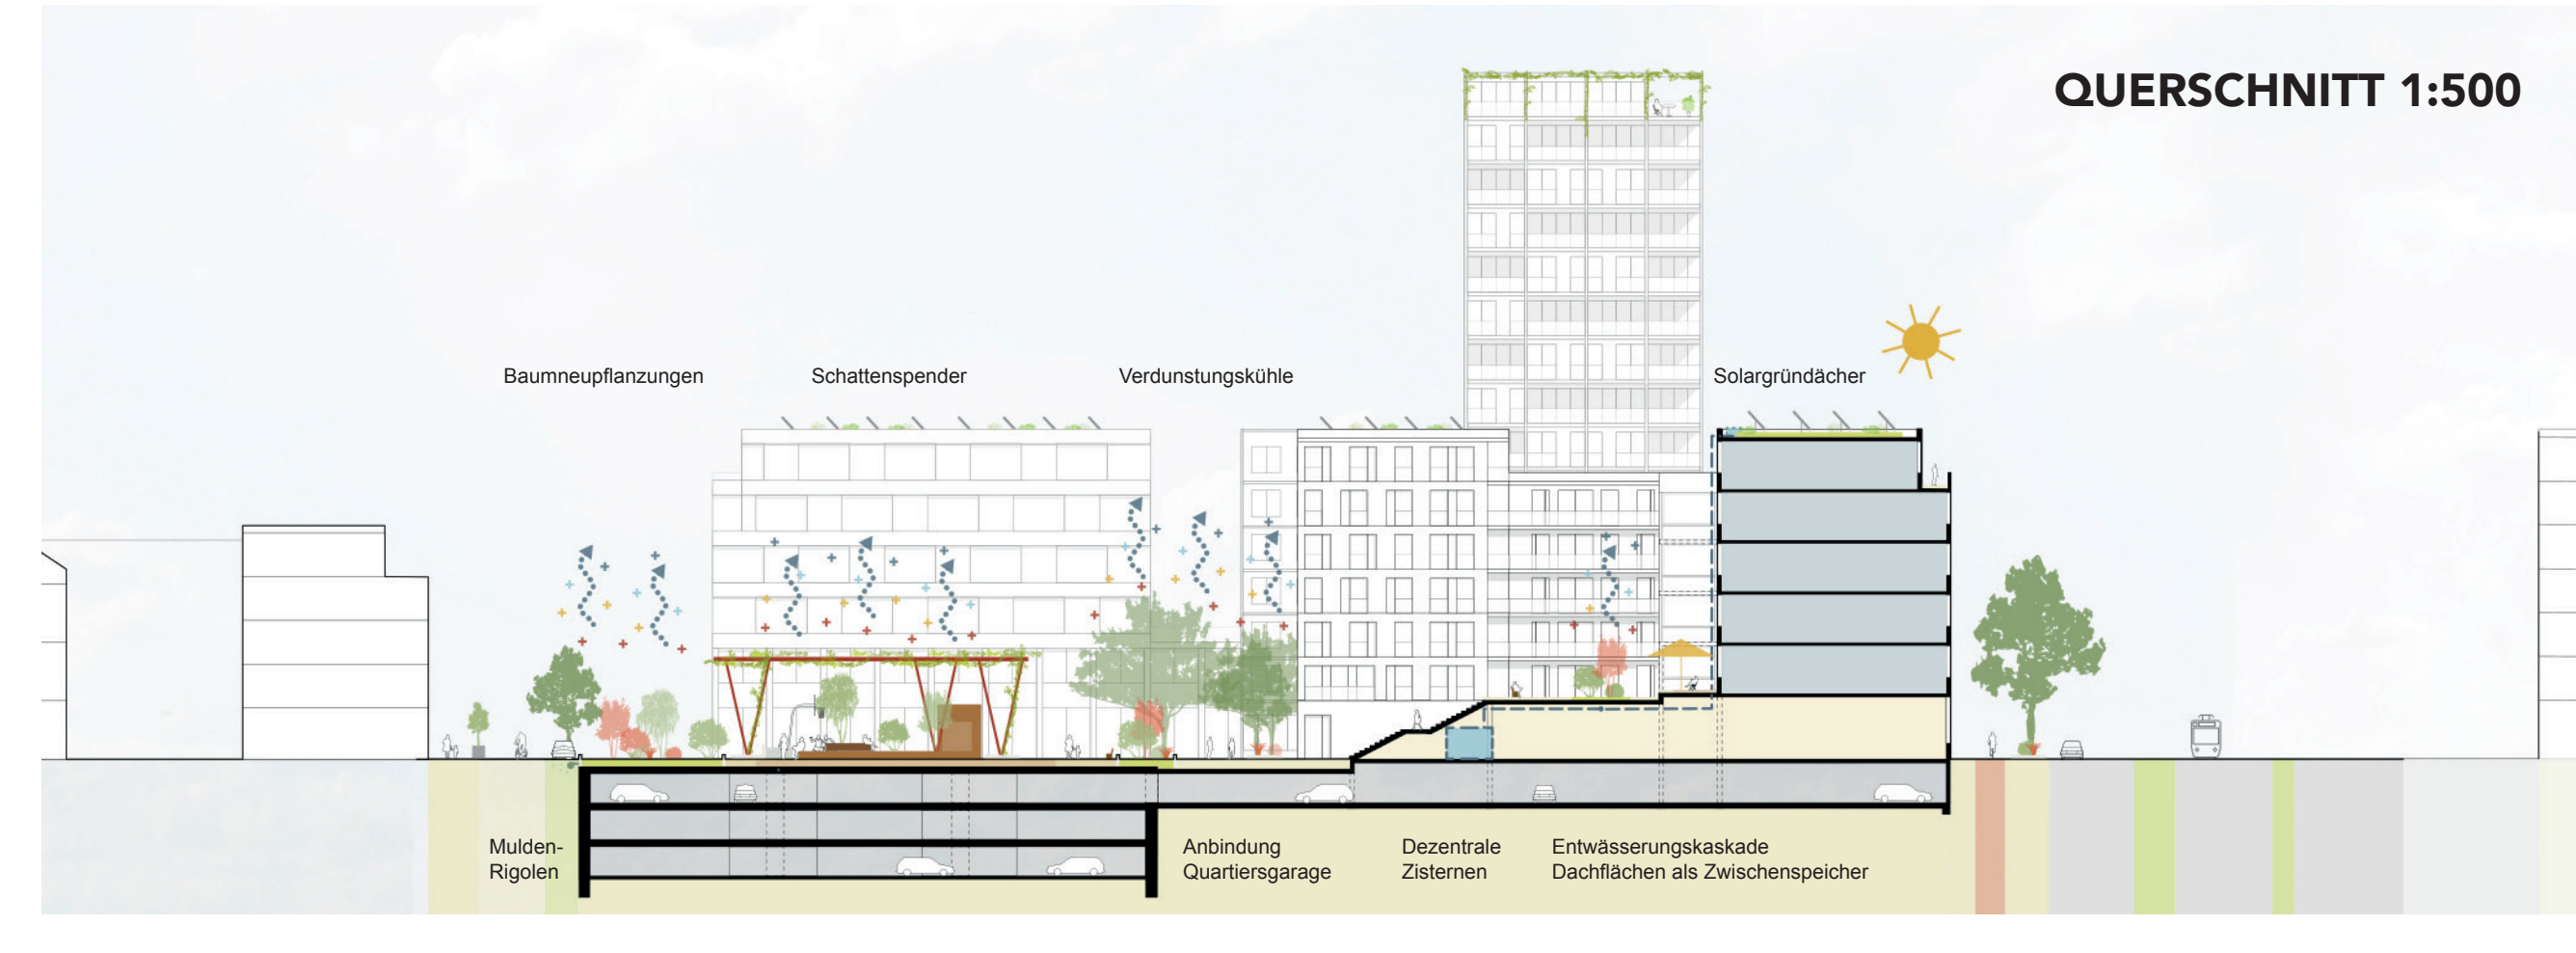 QUERSCHNITT 1:500
Baumneupflanzungen
Schattenspender
Verdunstungskühle
Solargründächer
Mulden-
Rigolen
Anbindung
Quartiersgarage
Dezentrale
Zisternen
Entwässerungskaskade
Dachflächen als Zwischenspeicher